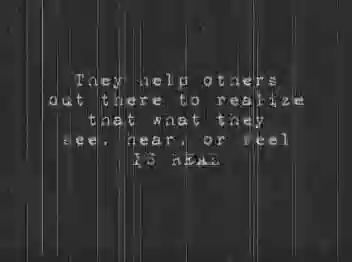 They help others
out there to realize
that what they
see, hear, or feel
IS REAL